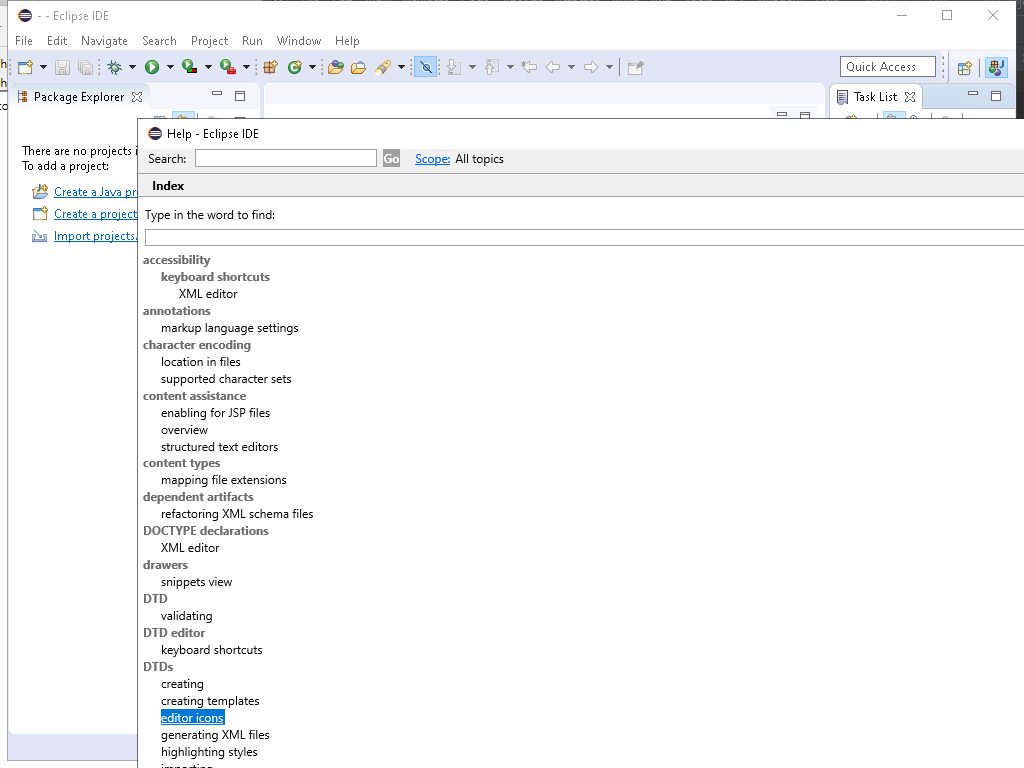 - - Eclipse IDE
File Edit Navigate Search Project Run Window Help
Quick Access
Package Explorer
Task List
There are no projects i
To add a project:
Create a Java pr
Create a project
Import projects.
Help - Eclipse IDE
Search: Go Scope: All topics
Index
Type in the word to find:
accessibility
keyboard shortcuts
XML editor
annotations
markup language settings
character encoding
location in files
supported character sets
content assistance
enabling for JSP files
overview
structured text editors
content types
mapping file extensions
dependent artifacts
refactoring XML schema files
DOCTYPE declarations
XML editor
drawers
snippets view
DTD
validating
DTD editor
keyboard shortcuts
DTDs
creating
creating templates
editor icons
generating XML files
highlighting styles